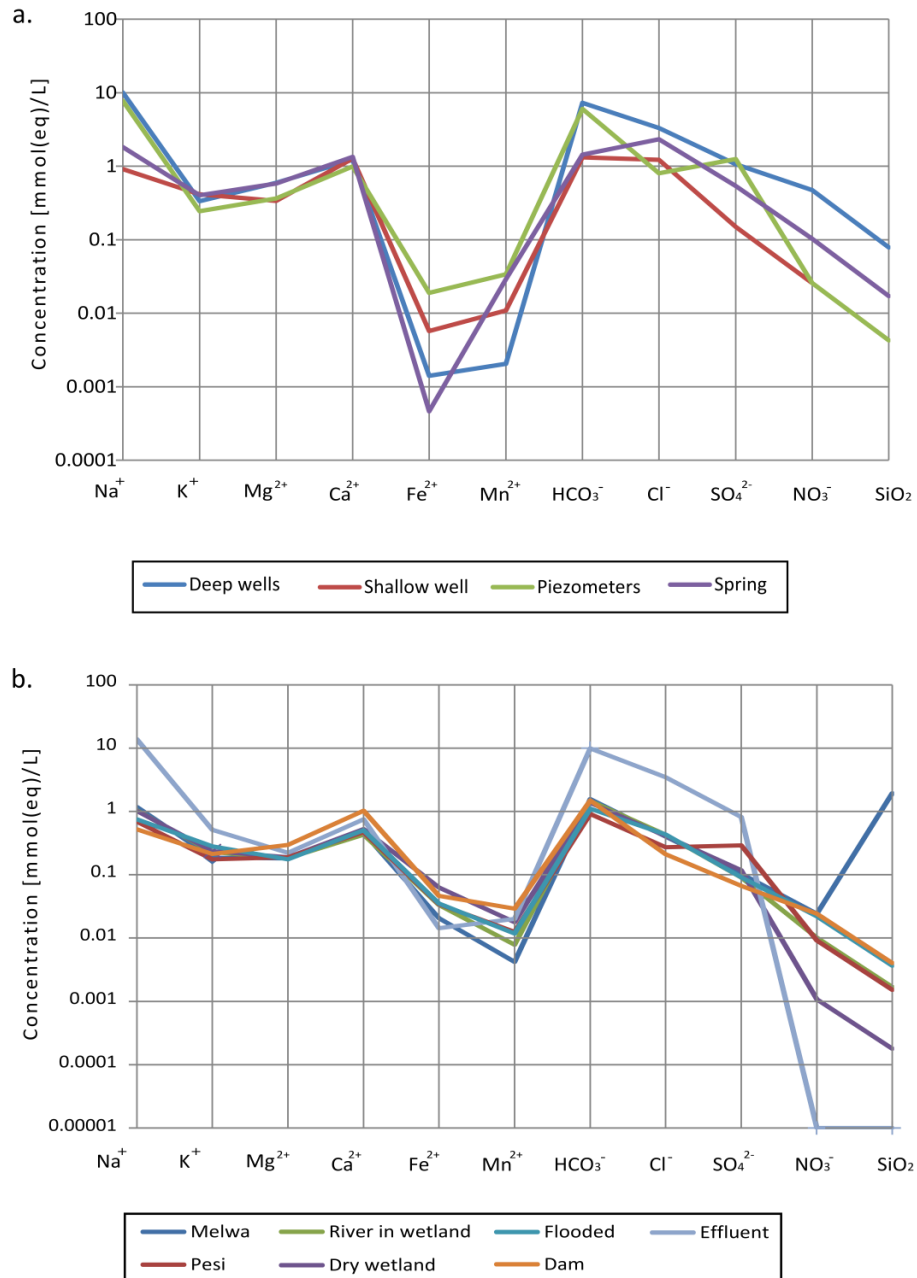 a.
Concentration [mmol(eq)/L]
100
10
1
0.1
0.01
0.001
0.0001
Na⁺ K⁺ Mg²⁺ Ca²⁺ Fe²⁺ Mn²⁺ HCO₃⁻ Cl⁻ SO₄²⁻ NO₃⁻ SiO₂
Deep wells Shallow well Piezometers Spring
b.
Concentration [mmol(eq)/L]
100
10
1
0.1
0.01
0.001
0.0001
0.00001
Na⁺ K⁺ Mg²⁺ Ca²⁺ Fe²⁺ Mn²⁺ HCO₃⁻ Cl⁻ SO₄²⁻ NO₃⁻ SiO₂
Melwa River in wetland Flooded Effluent
Pesi Dry wetland Dam